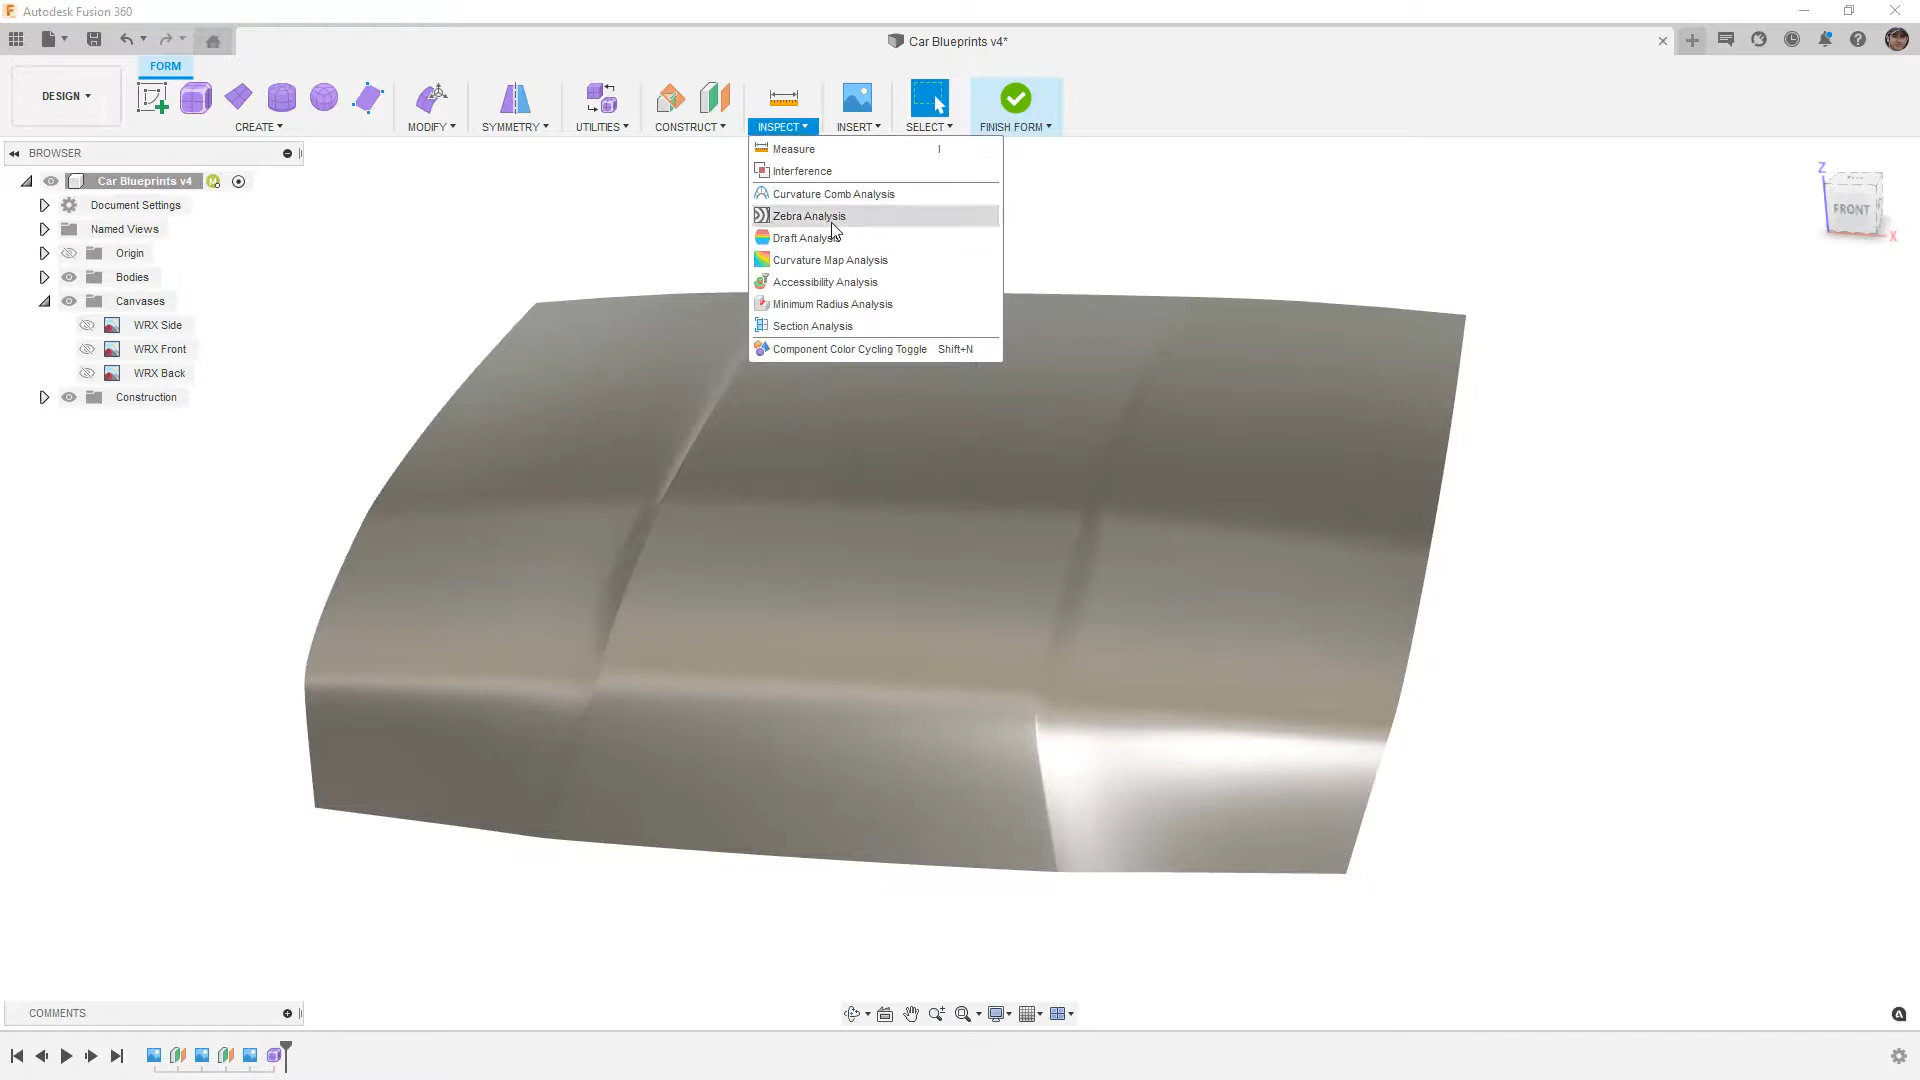 Autodesk Fusion 360
Car Blueprints v4*
FORM
DESIGN
CREATE
MODIFY
SYMMETRY
UTILITIES
CONSTRUCT
INSPECT
INSERT
SELECT
FINISH FORM
BROWSER
Car Blueprints v4
Document Settings
Named Views
Origin
Bodies
Canvases
WRX Side
WRX Front
WRX Back
Construction
Measure I
Interference
Curvature Comb Analysis
Zebra Analysis
Draft Analysis
Curvature Map Analysis
Accessibility Analysis
Minimum Radius Analysis
Section Analysis
Component Color Cycling Toggle Shift+N
Z
FRONT
X
COMMENTS